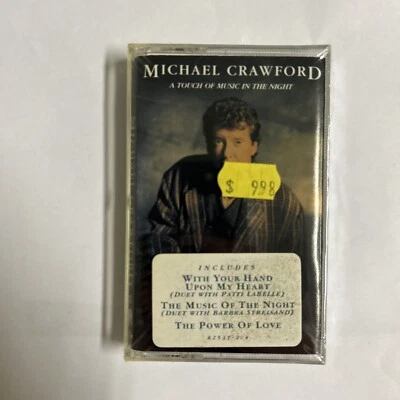 MICHAEL CRAWFORD
A TOUCH OF MUSIC IN THE NIGHT
$ 998
INCLUDES
WITH YOUR HAND
UPON MY HEART
(DUET WITH PATTI LABELLE)
THE MUSIC OF THE NIGHT
(DUET WITH BARBRA STREISAND)
THE POWER OF LOVE